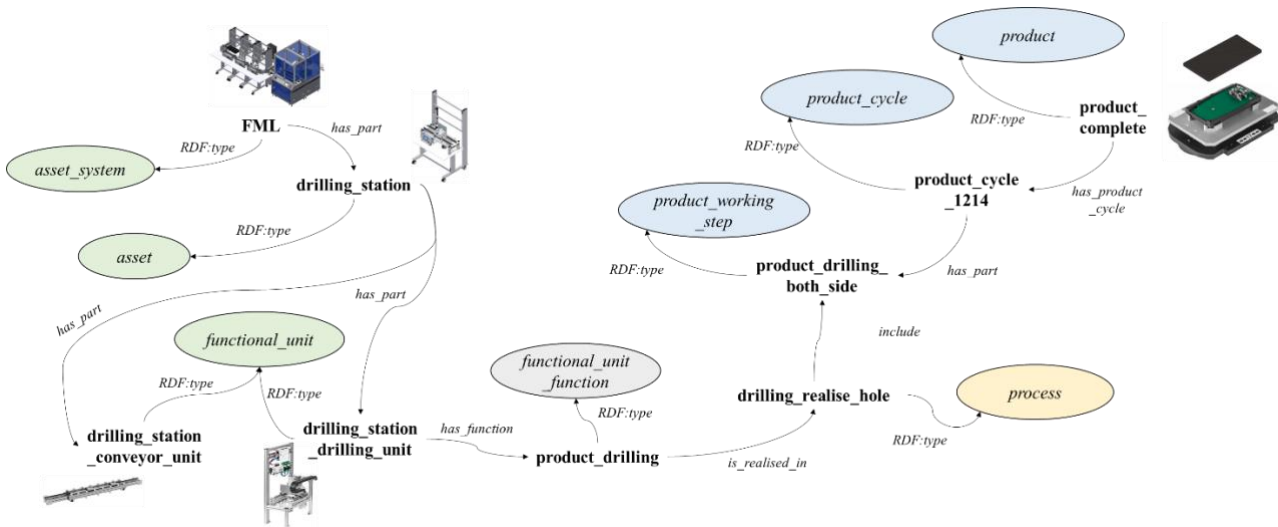 product
product_cycle
RDF:type
product_
complete
FML
has_part
RDF:type
RDF:type
asset_system
drilling_station
product_cycle
_1214
has_product
_cycle
product_working
_step
RDF:type
asset
RDF:type
product_drilling_
both_side
has_part
has_part
has_part
functional_unit
include
functional_unit
_function
RDF:type
RDF:type
drilling_realise_hole
process
RDF:type
drilling_station
_conveyor_unit
drilling_station
_drilling_unit
has_function
product_drilling
is_realised_in
RDF:type